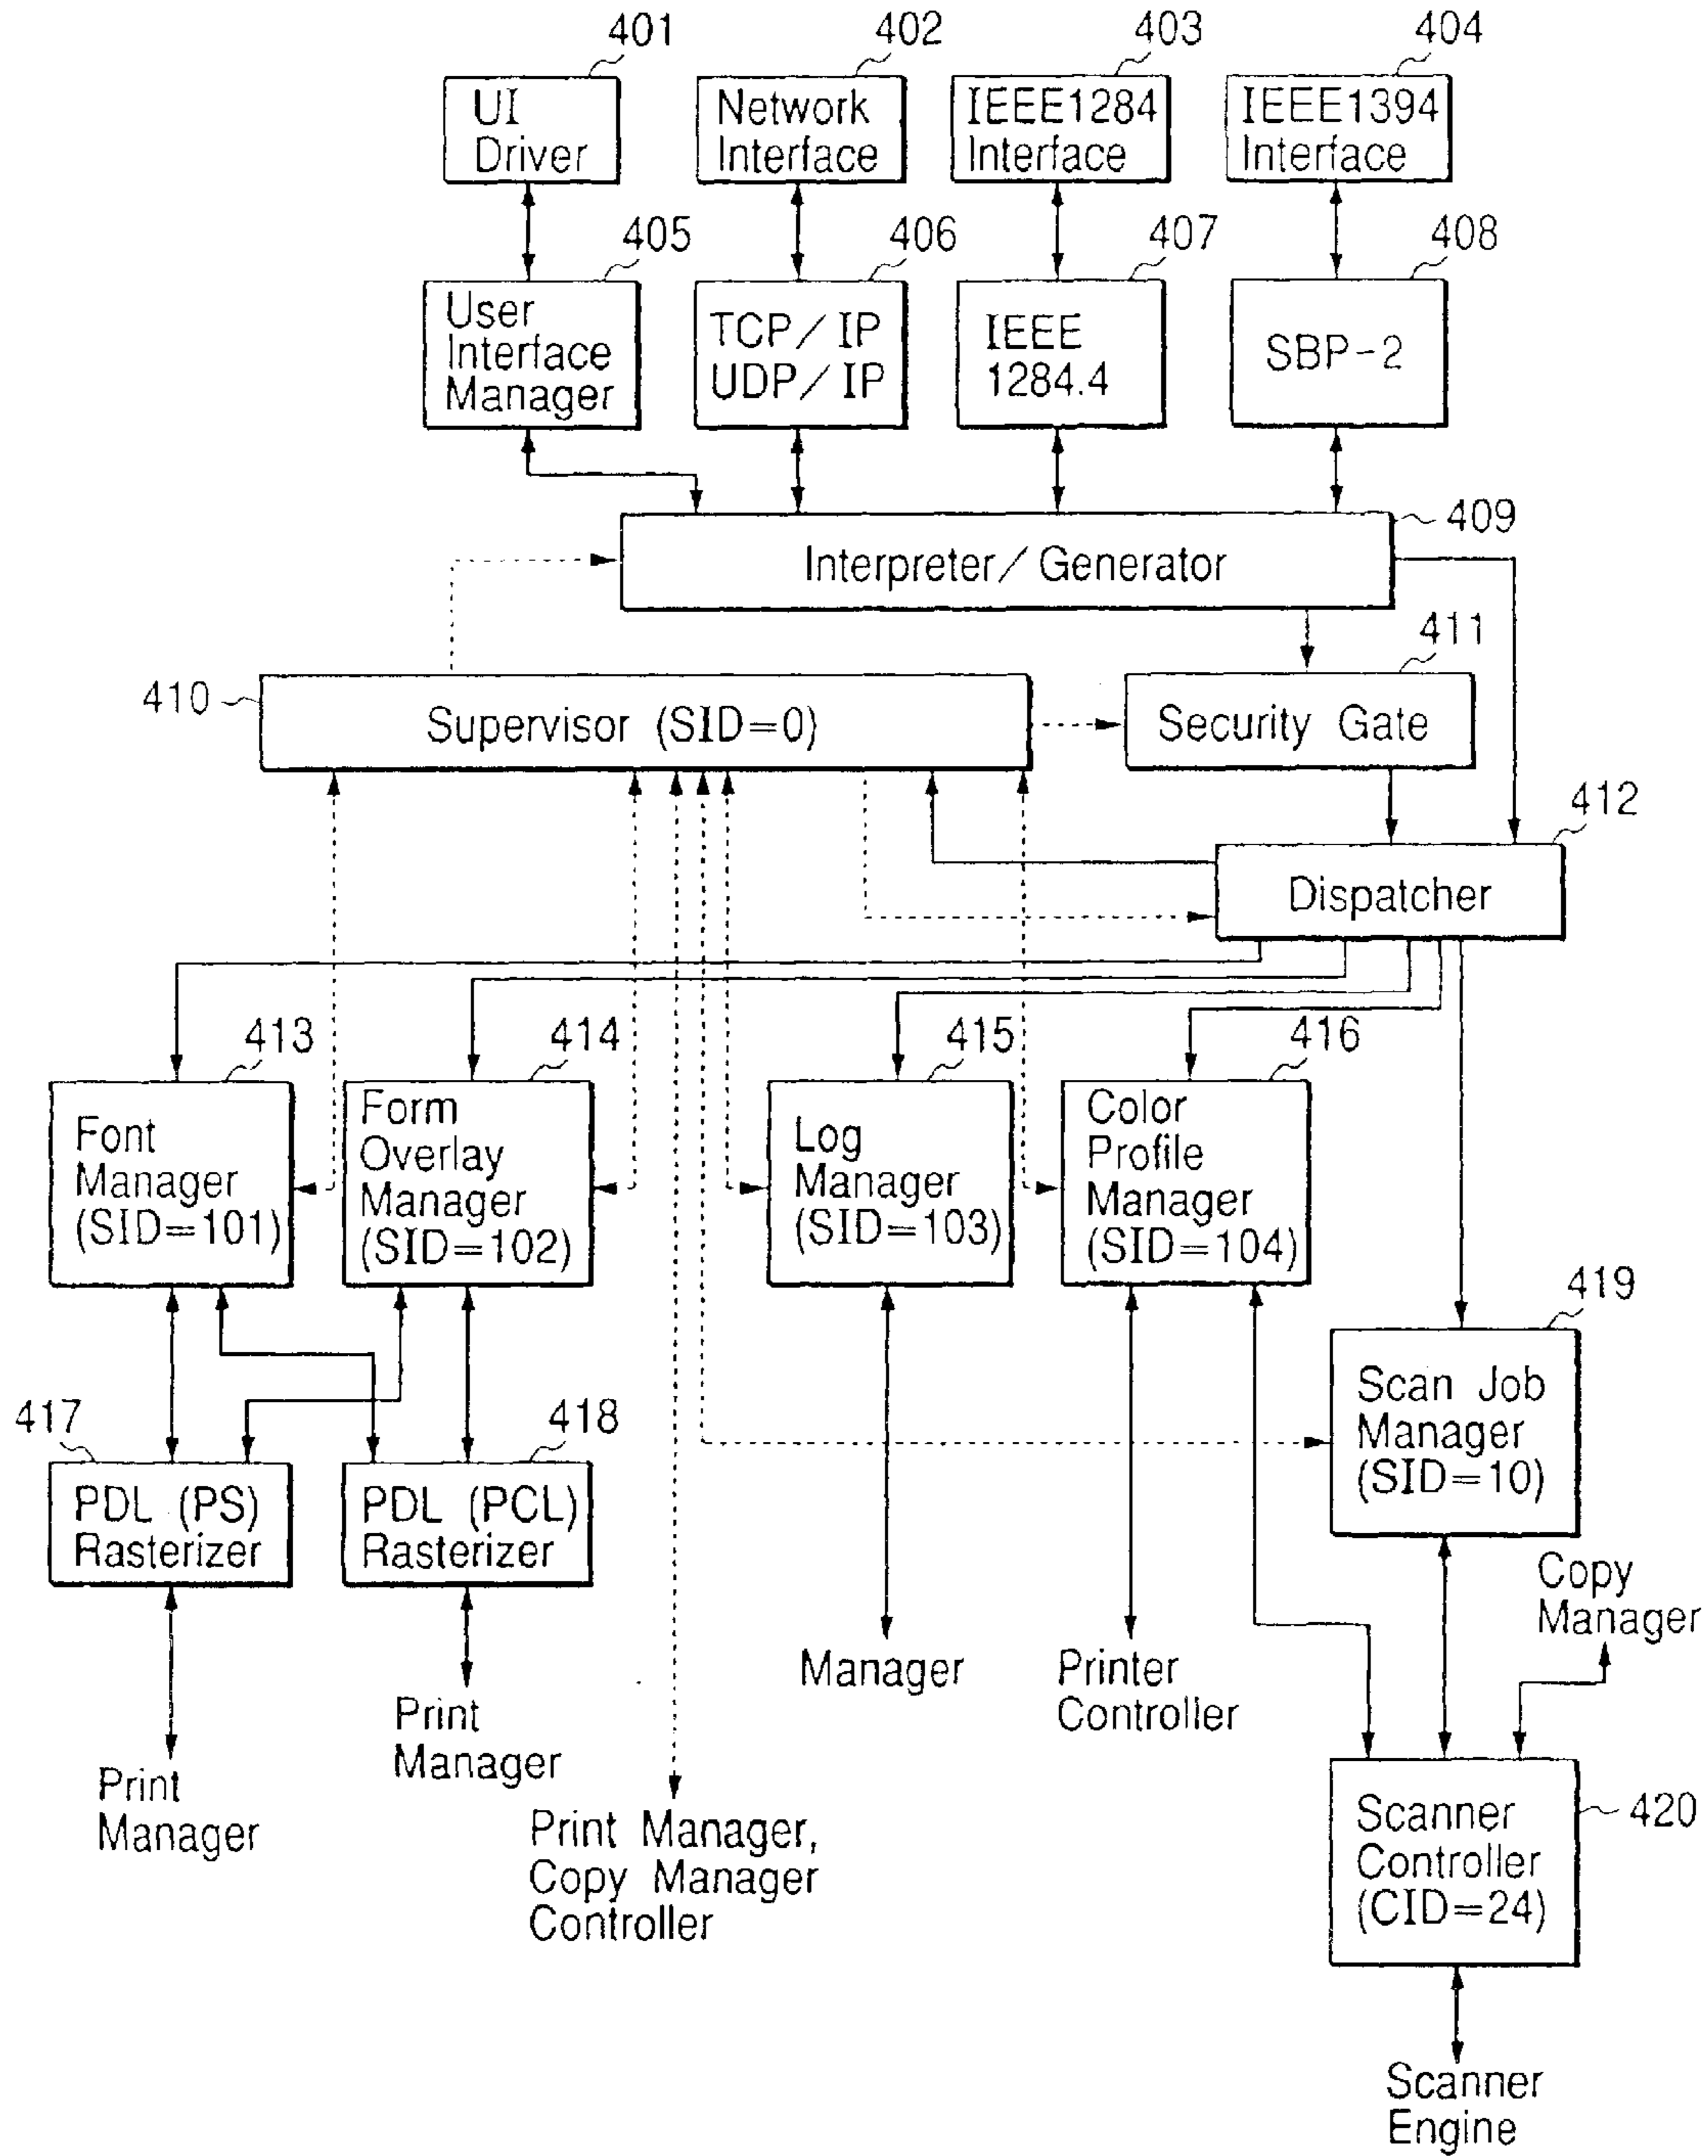 401
402
403
404
UI
Driver
Network
Interface
IEEE1284
Interface
IEEE1394
Interface
405
406
407
408
User
Interface
Manager
TCP/IP
UDP/IP
IEEE
1284.4
SBP-2
409
Interpreter/Generator
411
410
Supervisor (SID=0)
Security Gate
412
Dispatcher
413
414
415
416
Font
Manager
(SID=101)
Form
Overlay
Manager
(SID=102)
Log
Manager
(SID=103)
Color
Profile
Manager
(SID=104)
419
Scan Job
Manager
(SID=10)
417
418
PDL (PS)
Rasterizer
PDL (PCL)
Rasterizer
Copy
Manager
Manager
Printer
Controller
Print
Manager
Print
Manager
Print Manager,
Copy Manager
Controller
Scanner
Controller
(CID=24)
420
Scanner
Engine